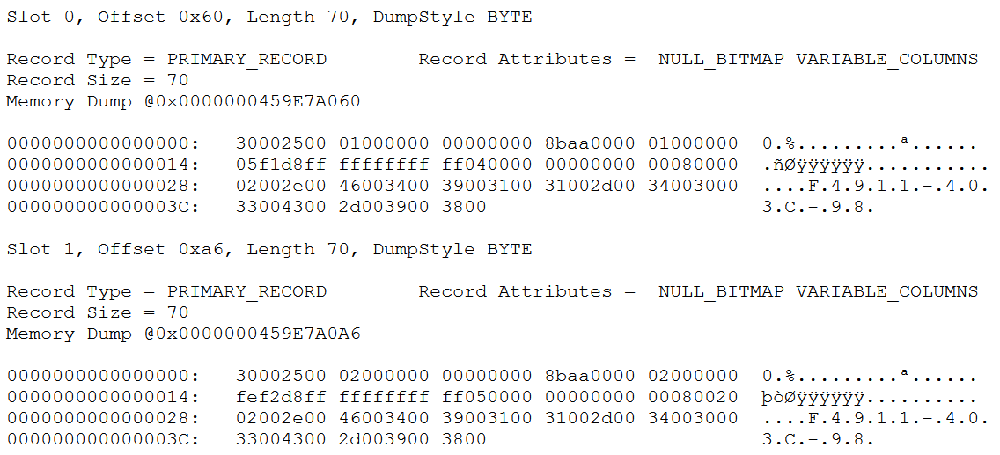 Slot 0, Offset 0x60, Length 70, DumpStyle BYTE
Record Type = PRIMARY_RECORD        Record Attributes =  NULL_BITMAP VARIABLE_COLUMNS
Record Size = 70
Memory Dump @0x0000000459E7A060
0000000000000000:   30002500 01000000 00000000 8baa0000 01000000  0.%.........ª......
0000000000000014:   05f1d8ff ffffffff ff040000 00000000 00080000  .ñØÿÿÿÿÿÿ...........
0000000000000028:   02002e00 46003400 39003100 31002d00 34003000  ....F.4.9.1.1.-.4.0.
000000000000003C:   33004300 2d003900 3800                        3.C.-.9.8.
Slot 1, Offset 0xa6, Length 70, DumpStyle BYTE
Record Type = PRIMARY_RECORD        Record Attributes =  NULL_BITMAP VARIABLE_COLUMNS
Record Size = 70
Memory Dump @0x0000000459E7A0A6
0000000000000000:   30002500 02000000 00000000 8baa0000 02000000  0.%.........ª......
0000000000000014:   fef2d8ff ffffffff ff050000 00000000 00080020  þòØÿÿÿÿÿÿ..........
0000000000000028:   02002e00 46003400 39003100 31002d00 34003000  ....F.4.9.1.1.-.4.0.
000000000000003C:   33004300 2d003900 3800                        3.C.-.9.8.